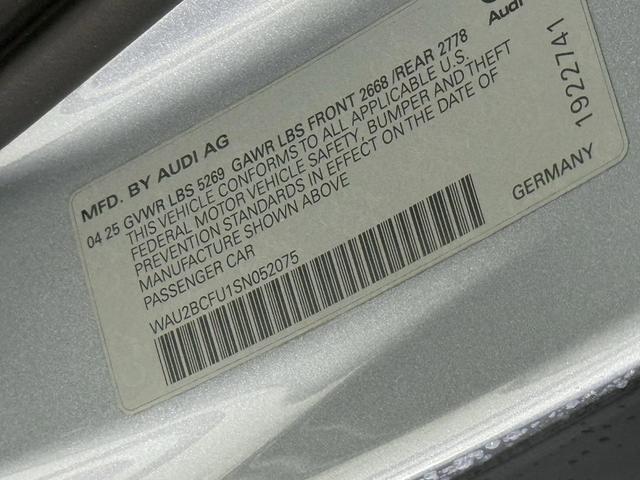 Audi
MFD. BY AUDI AG
04 25 GVWR LBS 5269 GAWR LBS FRONT 2668 /REAR 2778
THIS VEHICLE CONFORMS TO ALL APPLICABLE U.S.
FEDERAL MOTOR VEHICLE SAFETY, BUMPER AND THEFT
PREVENTION STANDARDS IN EFFECT ON THE DATE OF
MANUFACTURE SHOWN ABOVE
PASSENGER CAR
WAU2BCFU1SN052075
GERMANY
1922741